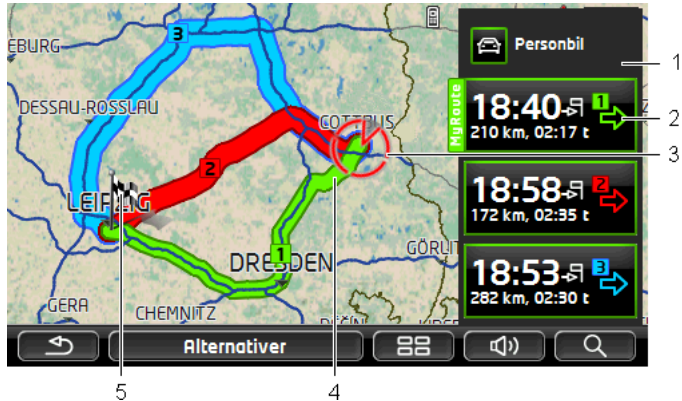 3
EBURG
DESSAU-ROSSLAU
COTTBUS
2
LEIPZIG
DRESDEN
1
GÖRLIT
GERA
CHEMNITZ
Personbil
MyRoute
18:40
1
210 km, 02:17 t
18:58
2
172 km, 02:35 t
18:53
3
282 km, 02:30 t
Alternativer
1
2
3
4
5